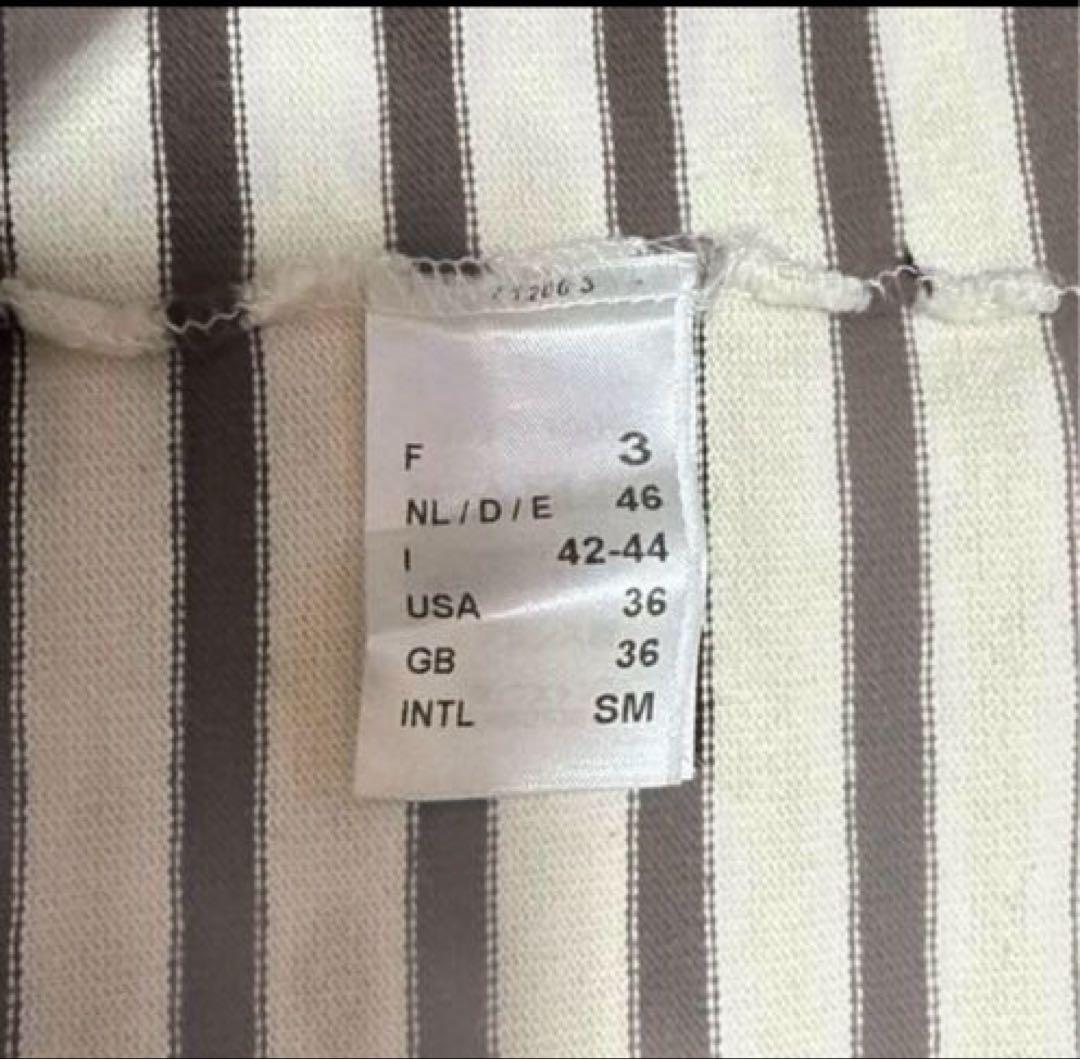 F 3
NL / D / E 46
I 42-44
USA 36
GB 36
INTL SM